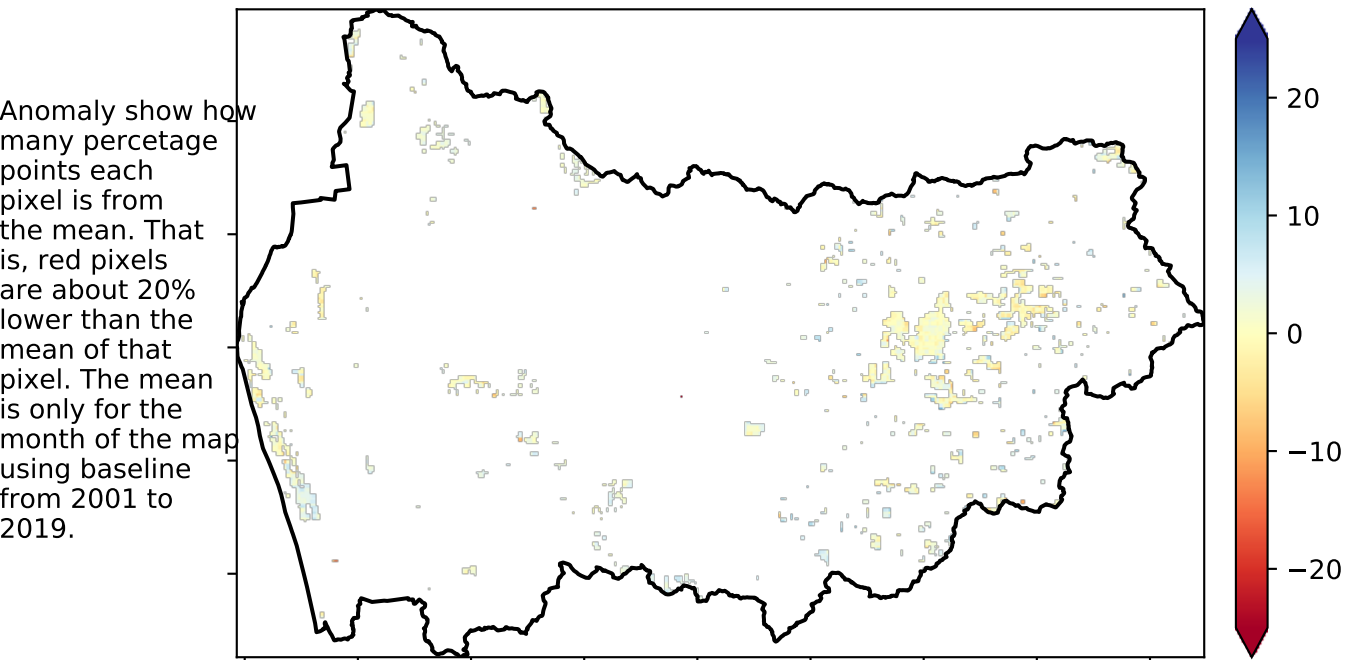 Anomaly show how
many percetage
points each
pixel is from
the mean. That
is, red pixels
are about 20%
lower than the
mean of that
pixel. The mean
is only for the
month of the map
using baseline
from 2001 to
2019.
20
10
0
−10
−20